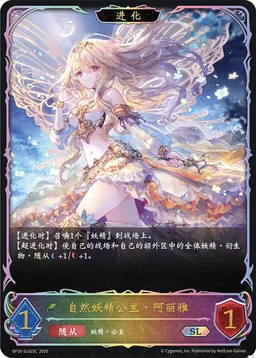 进化
【进化时】召唤1个『妖精』到战场上。
【超进化时】使自己的战场和自己的额外区中的全体妖精·衍生物·随从 +1/ +1。
自然妖精公主·阿丽雅
1
随从
妖精·公主
SL
1
BP16-SL02SC 2026
© Cygames, Inc. Published by NetEase Games